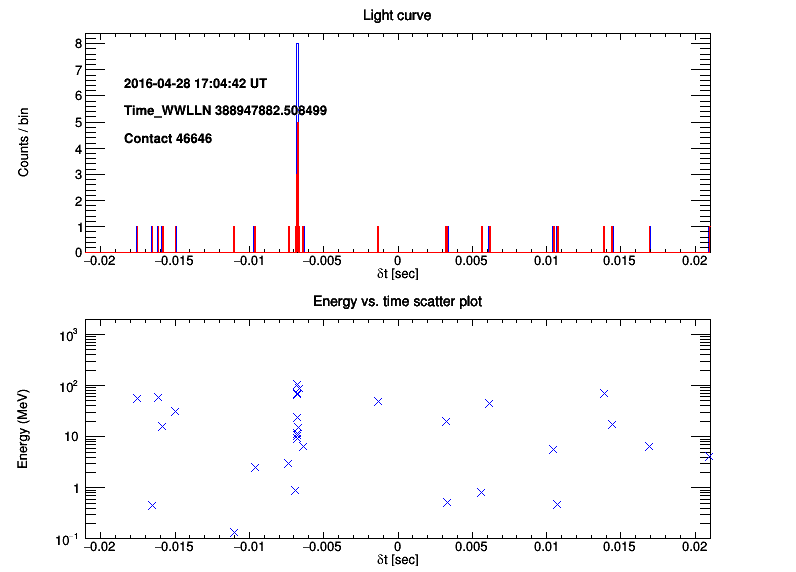 Light curve
Counts / bin
8
7
6
5
4
3
2
1
0
2016-04-28 17:04:42 UT
Time_WWLLN 388947882.508499
Contact 46646
−0.02 −0.015 −0.01 −0.005 0 0.005 0.01 0.015 0.02
δt [sec]
Energy vs. time scatter plot
Energy (MeV)
10³
10²
10
1
10⁻¹
−0.02 −0.015 −0.01 −0.005 0 0.005 0.01 0.015 0.02
δt [sec]